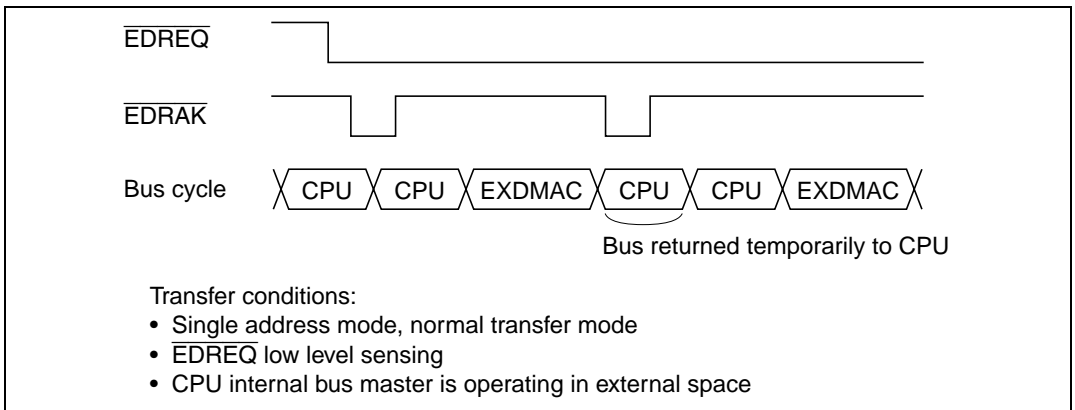 EDREQ
EDRAK
Bus cycle CPU CPU EXDMAC CPU CPU EXDMAC
Bus returned temporarily to CPU
Transfer conditions:
• Single address mode, normal transfer mode
• EDREQ low level sensing
• CPU internal bus master is operating in external space